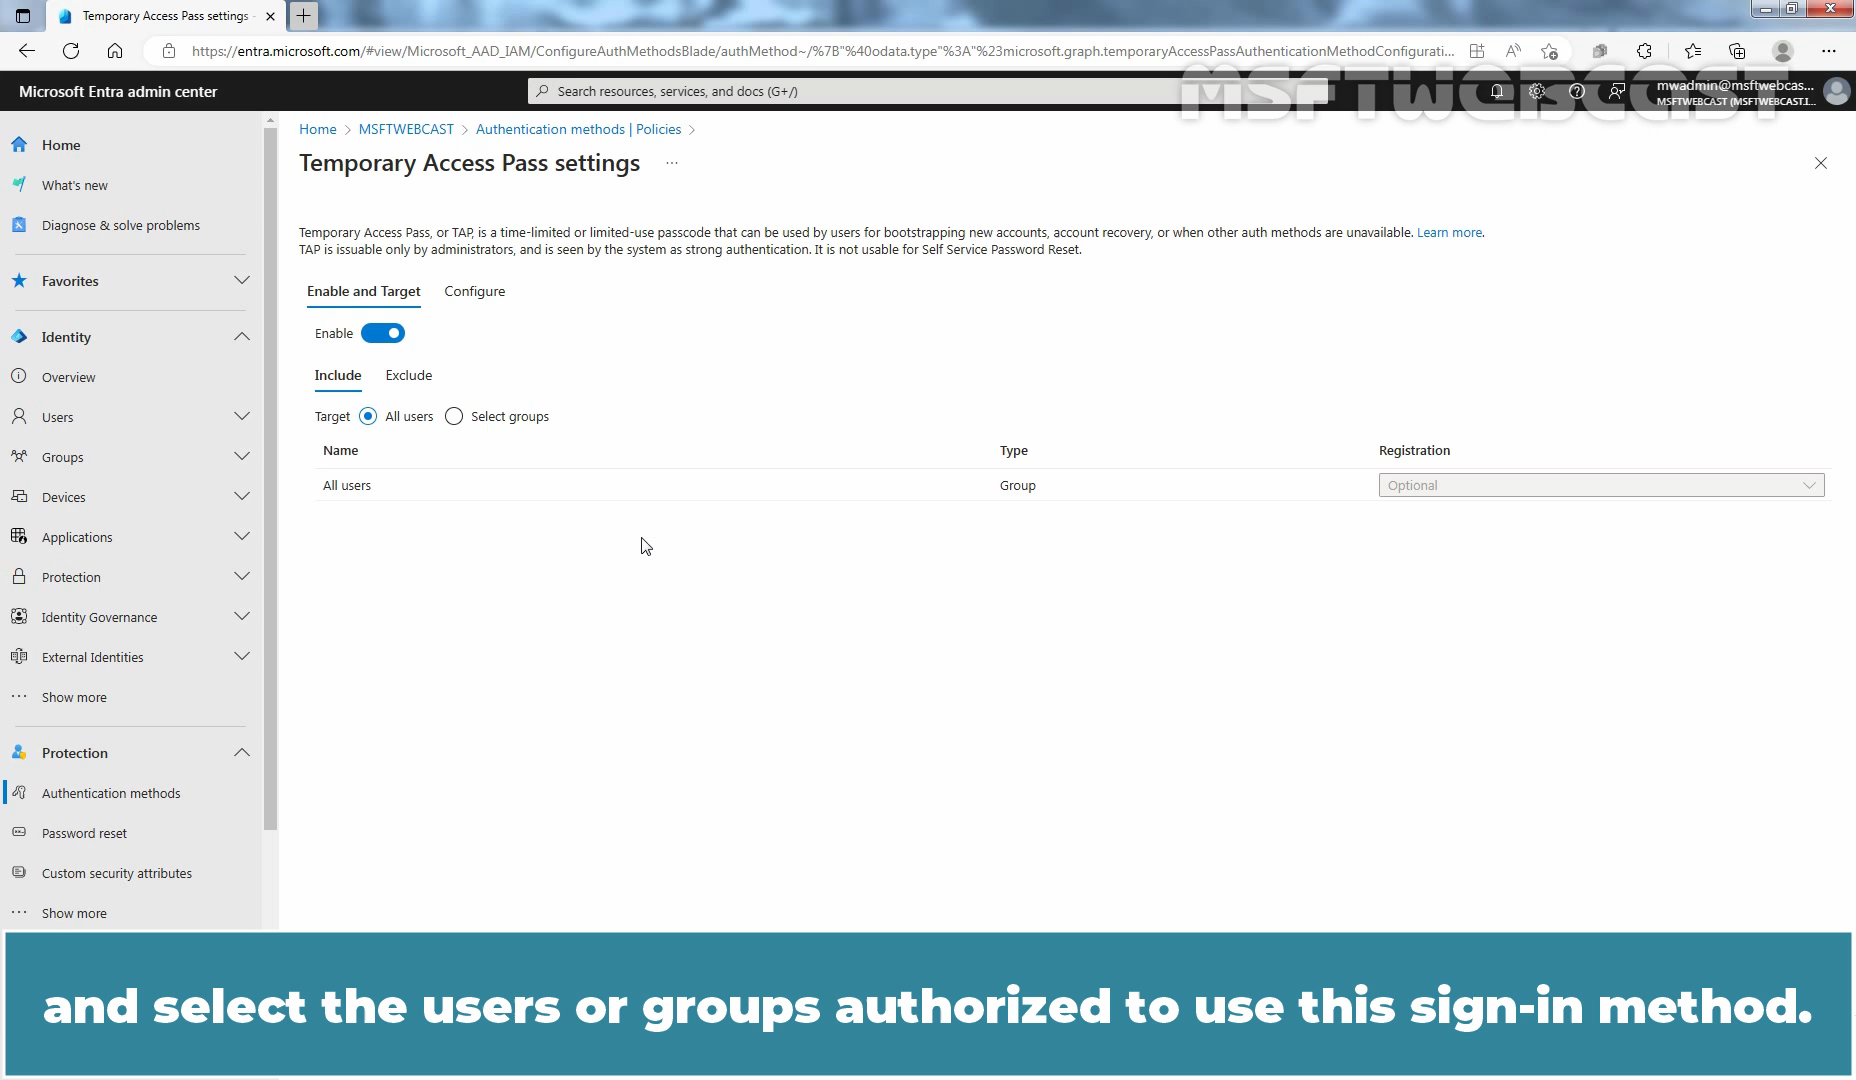 Temporary Access Pass settings -
https://entra.microsoft.com/#view/Microsoft_AAD_IAM/ConfigureAuthMethodsBlade/authMethod~/%7B"%40odata.type"%3A"%23microsoft.graph.temporaryAccessPassAuthenticationMethodConfigurati...
Microsoft Entra admin center
Search resources, services, and docs (G+/)
mwadmin@msftwebcas...
MSFTWEBCAST (MSFTWEBCAST.I...
MSFTWEBCAST
Home
What's new
Diagnose & solve problems
Favorites
Identity
Overview
Users
Groups
Devices
Applications
Protection
Identity Governance
External Identities
Show more
Protection
Authentication methods
Password reset
Custom security attributes
Show more
Home > MSFTWEBCAST > Authentication methods | Policies >
Temporary Access Pass settings ...
Temporary Access Pass, or TAP, is a time-limited or limited-use passcode that can be used by users for bootstrapping new accounts, account recovery, or when other auth methods are unavailable. Learn more.
TAP is issuable only by administrators, and is seen by the system as strong authentication. It is not usable for Self Service Password Reset.
Enable and Target Configure
Enable
Include Exclude
Target All users Select groups
Name Type Registration
All users Group Optional
and select the users or groups authorized to use this sign-in method.